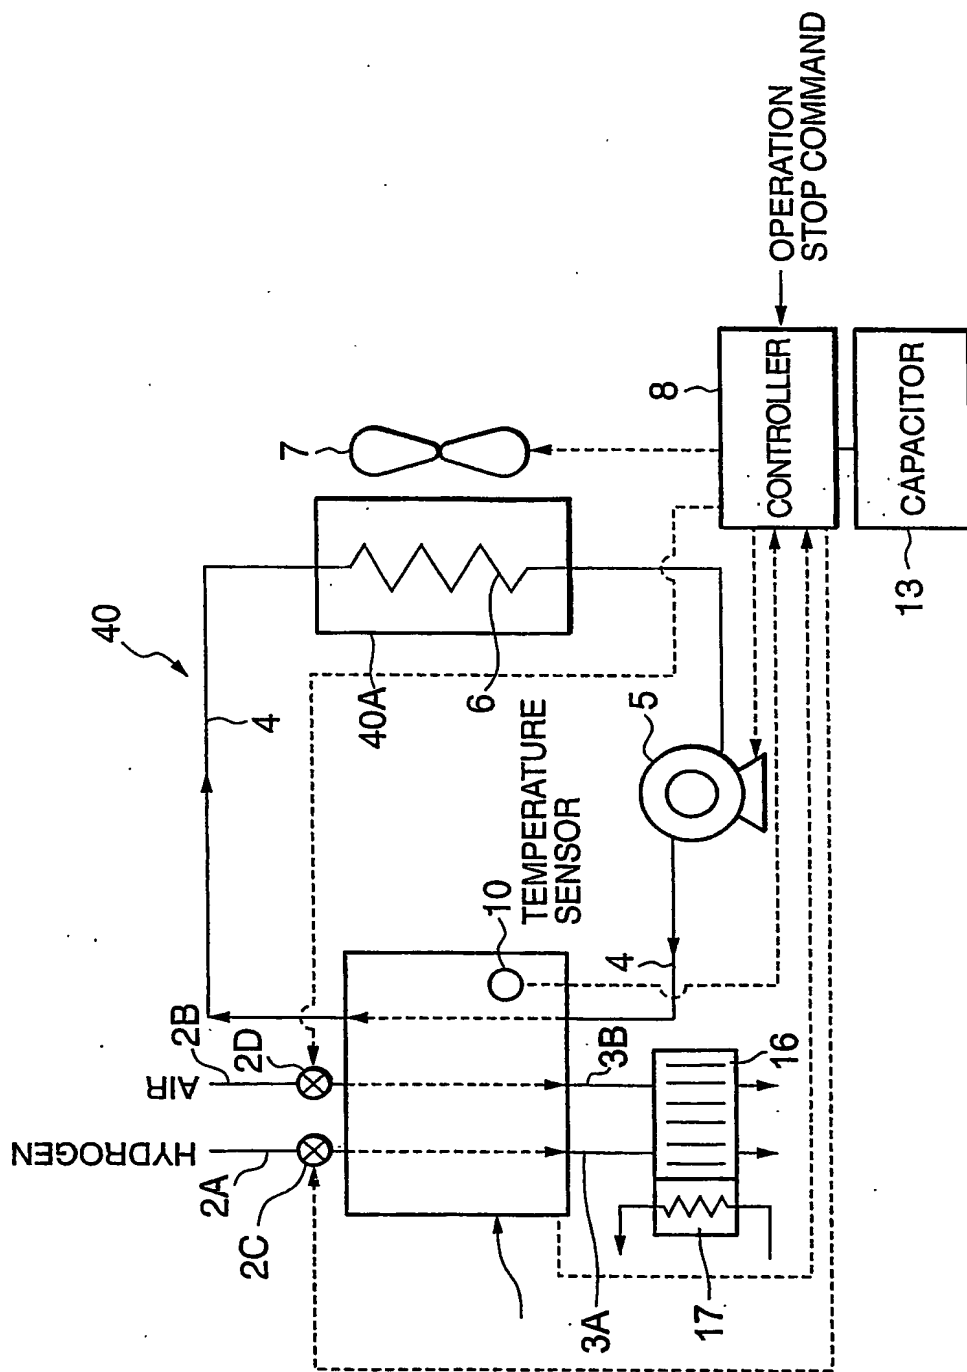 HYDROGEN
AIR
2A
2B
2C
2D
40
4
7
40A
6
10
TEMPERATURE
SENSOR
5
4
8
CONTROLLER
OPERATION
STOP COMMAND
CAPACITOR
13
3A
3B
16
17